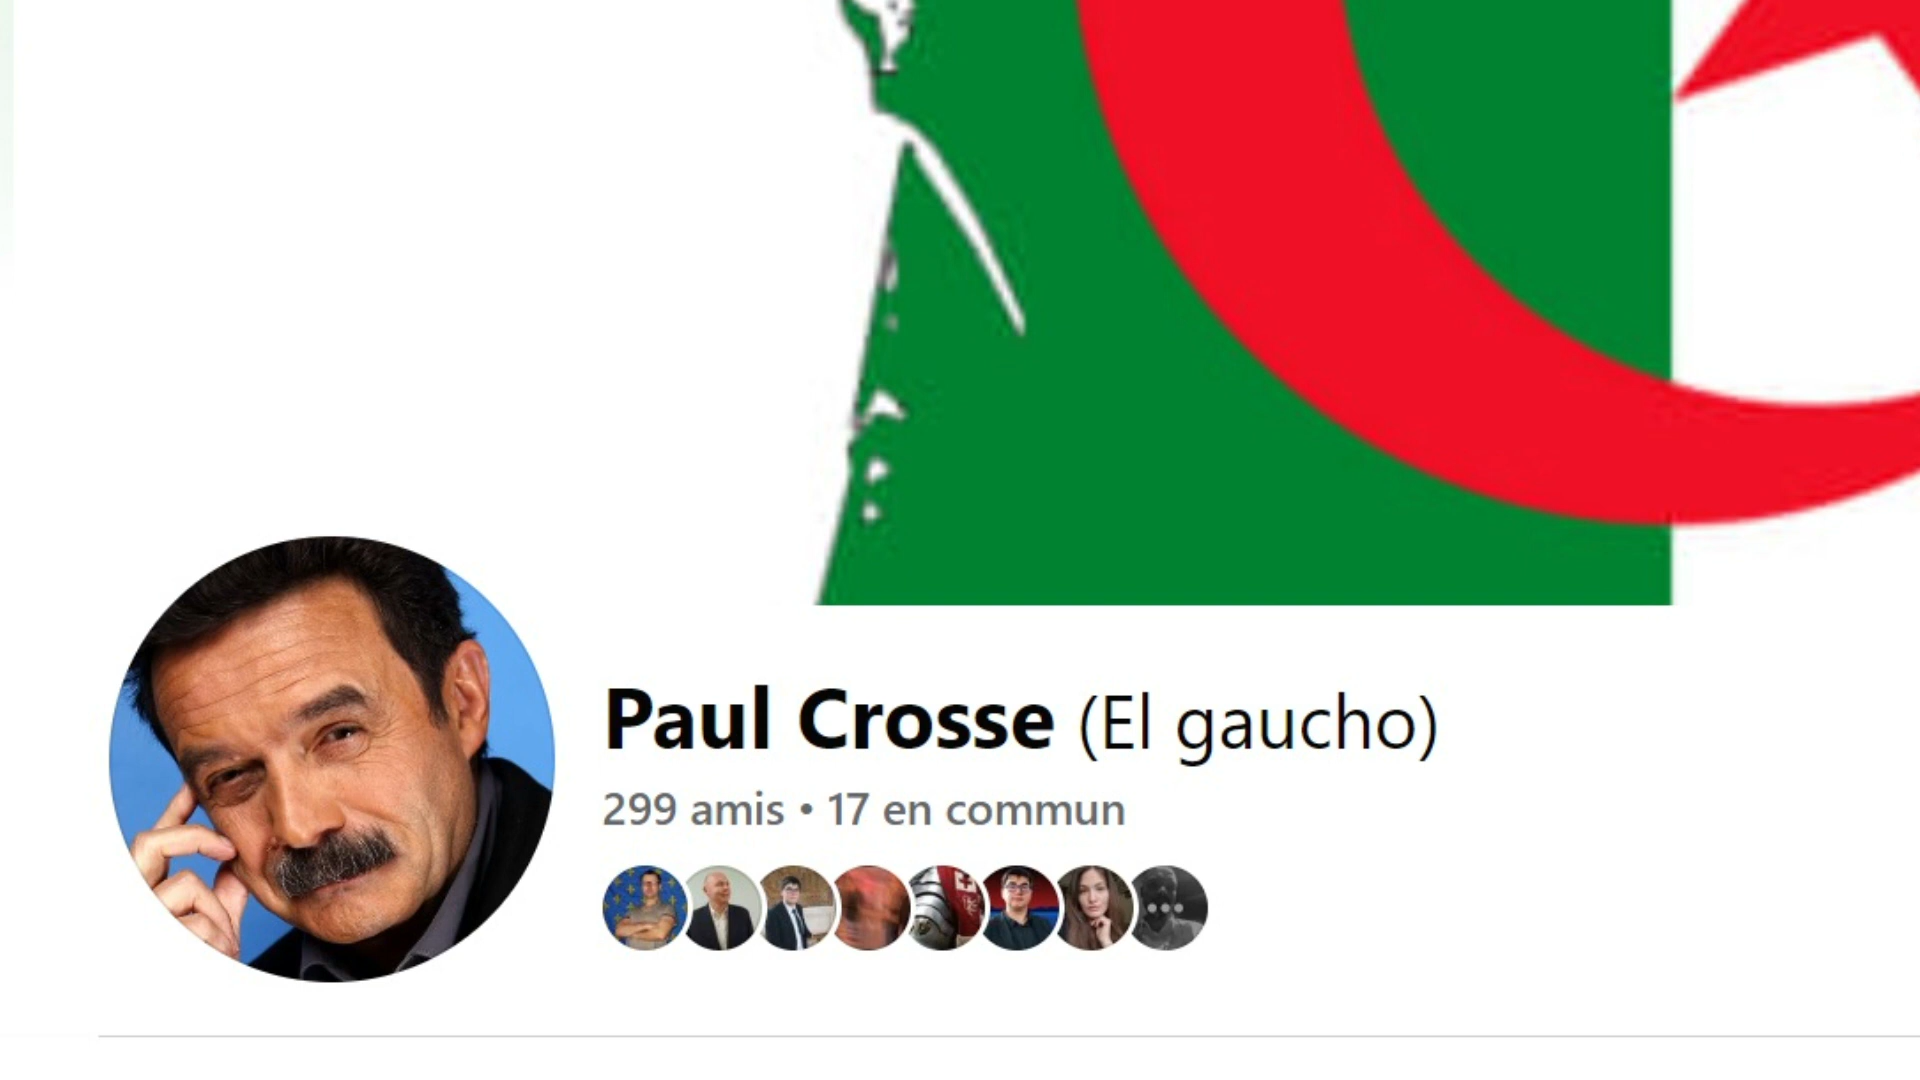 Paul Crosse (El gaucho)
299 amis • 17 en commun